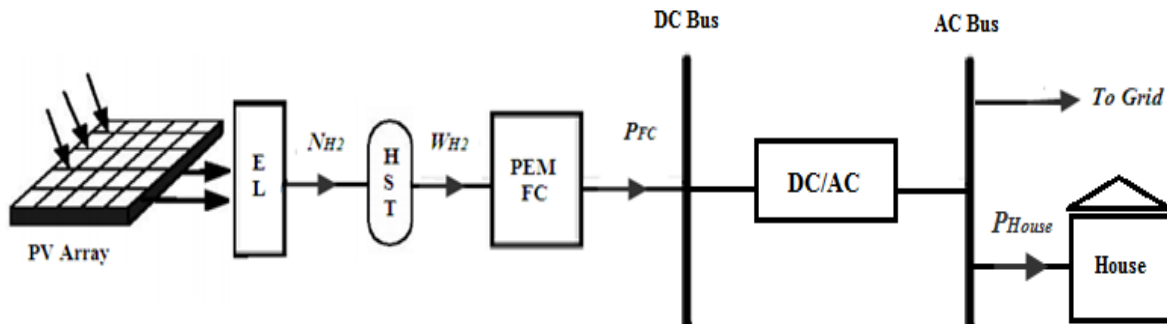 DC Bus
AC Bus
To Grid
E
L
NH2
H
S
T
WH2
PEM
FC
PFC
DC/AC
PHouse
House
PV Array